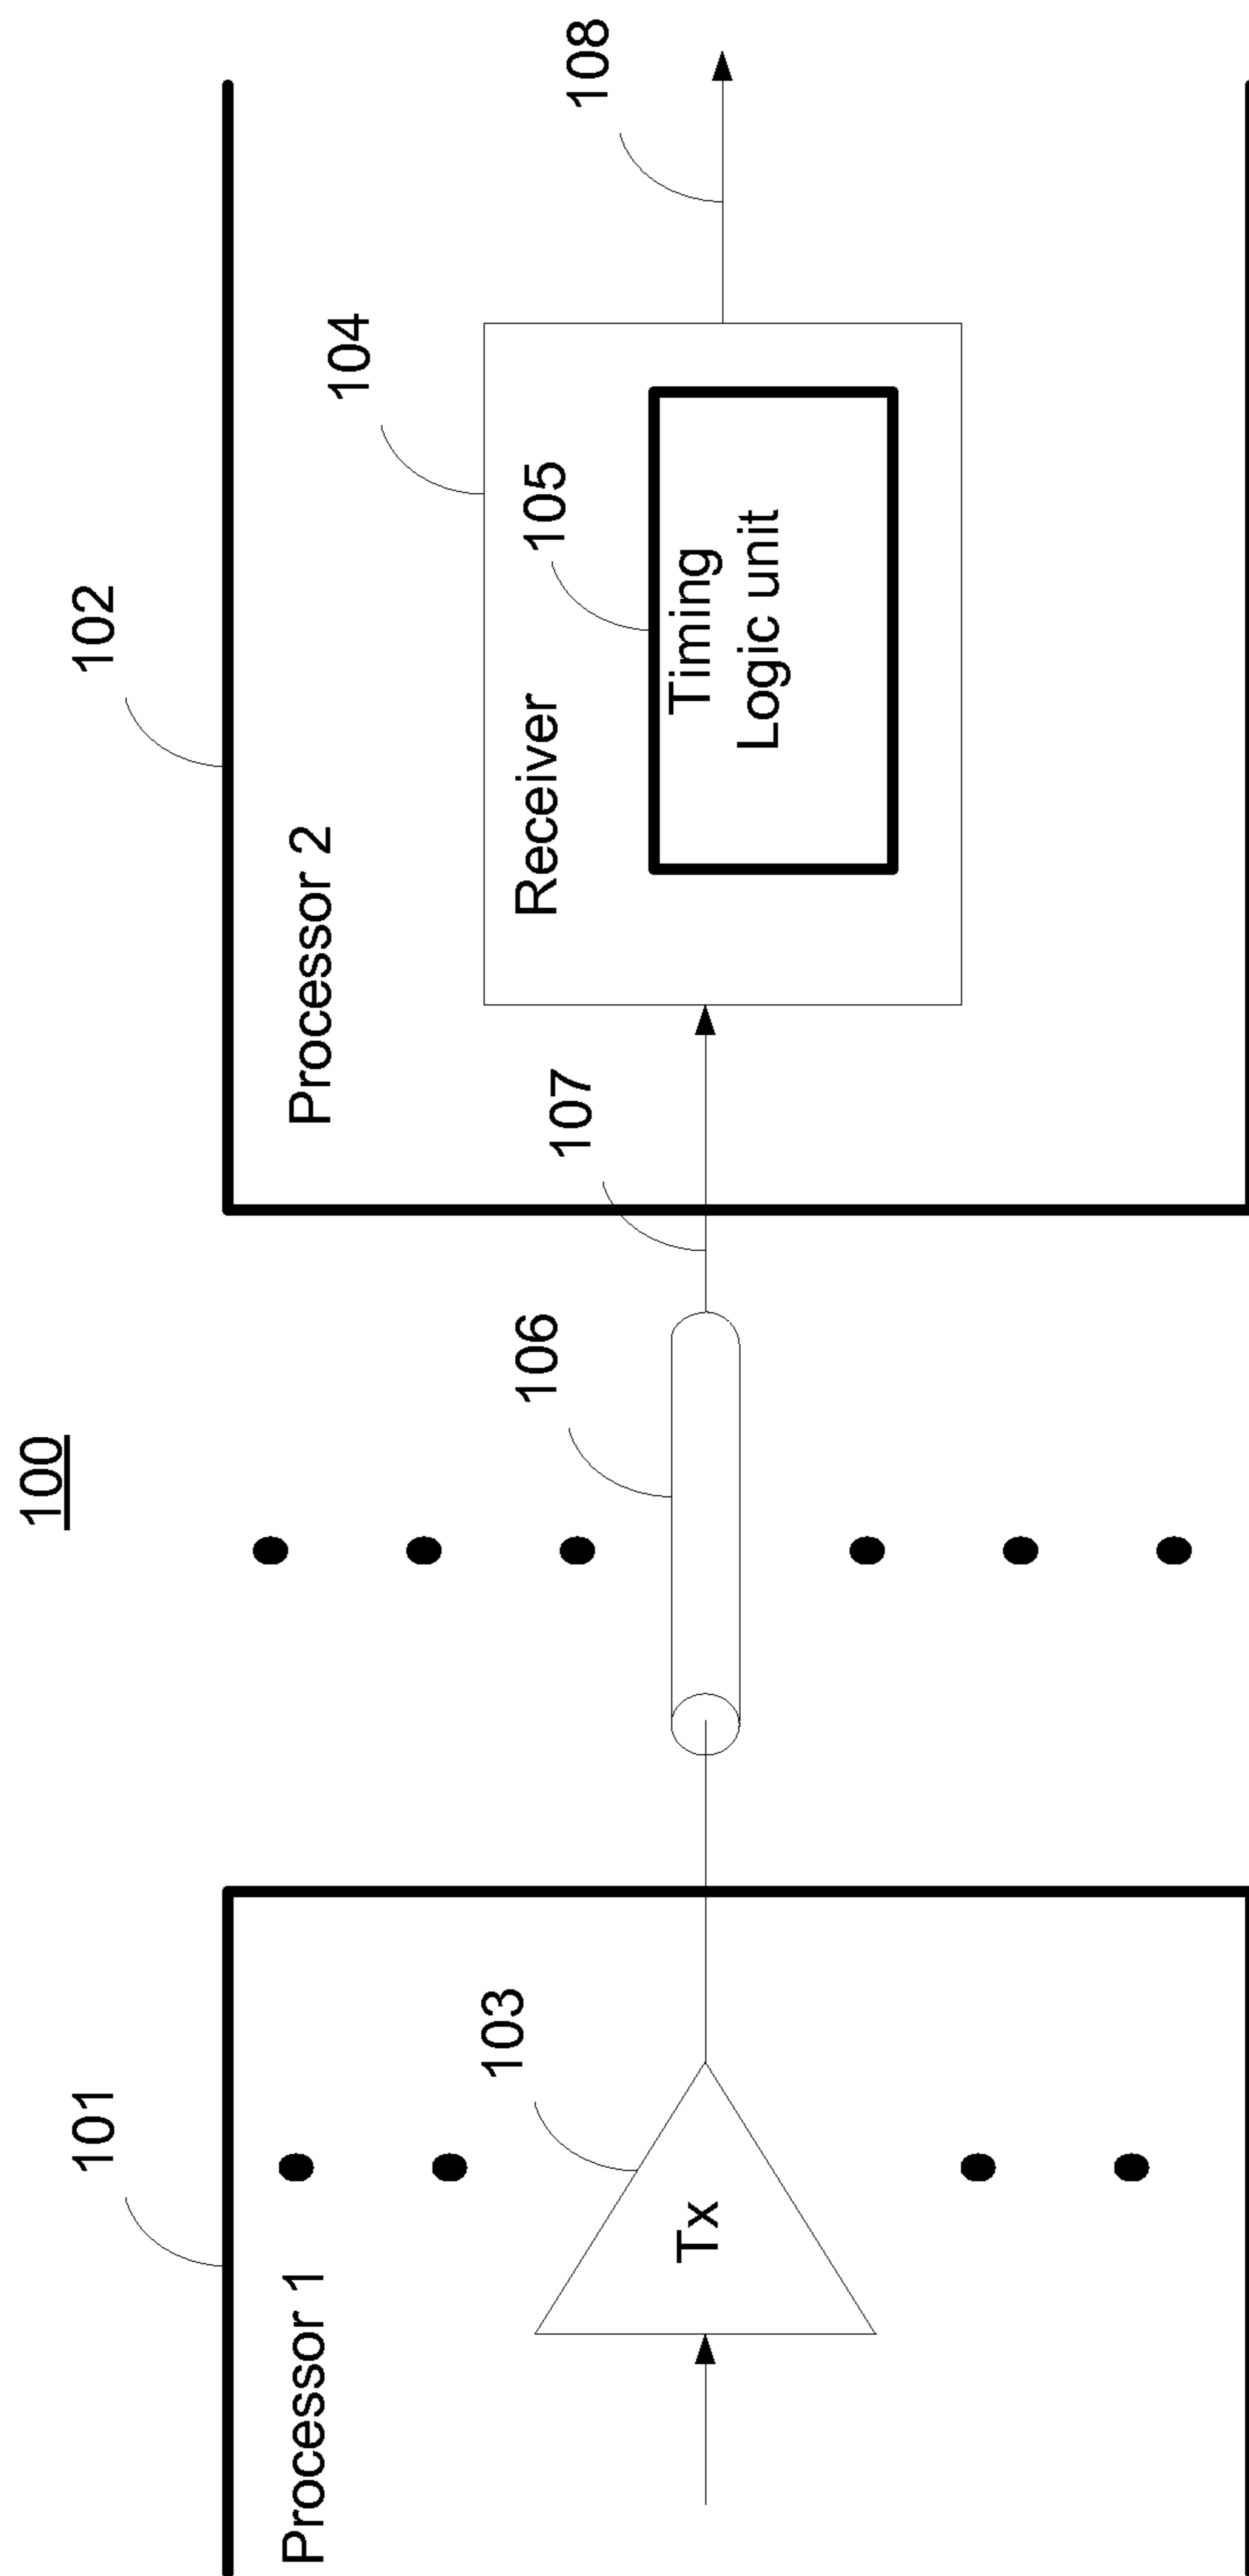 100
101
102
Processor 1
Processor 2
103
Tx
106
107
104
Receiver
105
Timing
Logic unit
108